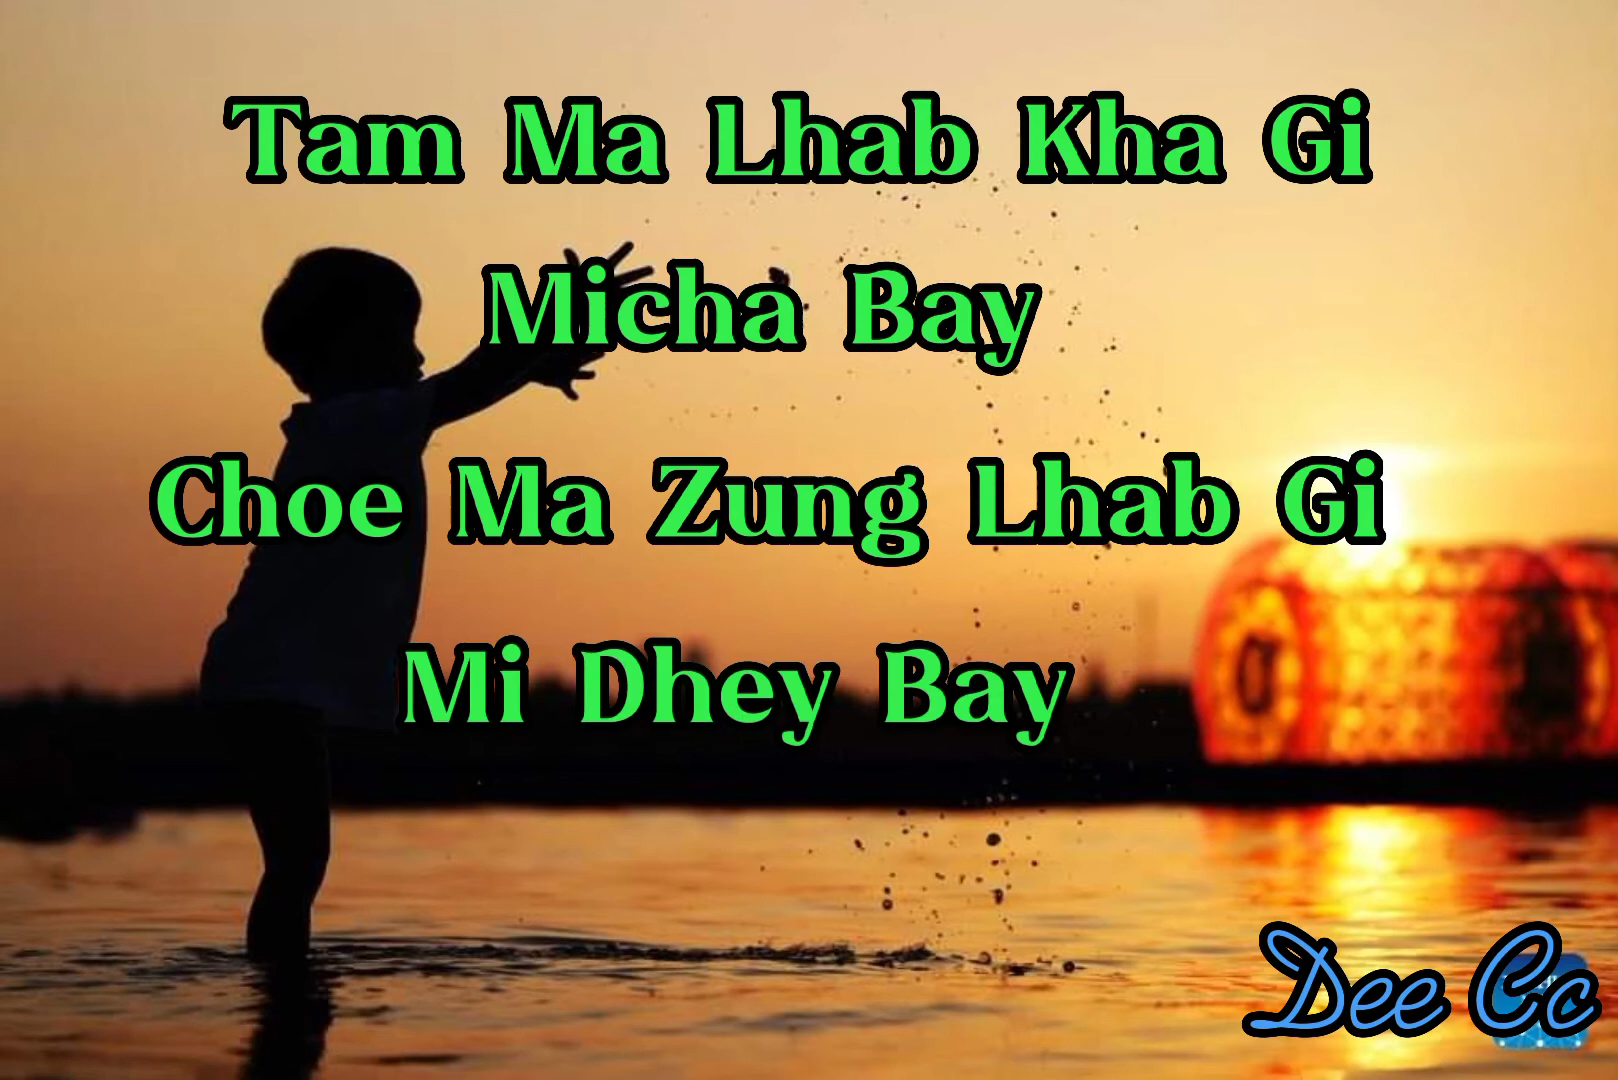 Tam Ma Lhab Kha Gi
Micha Bay
Choe Ma Zung Lhab Gi
Mi Dhey Bay
Dee Cc